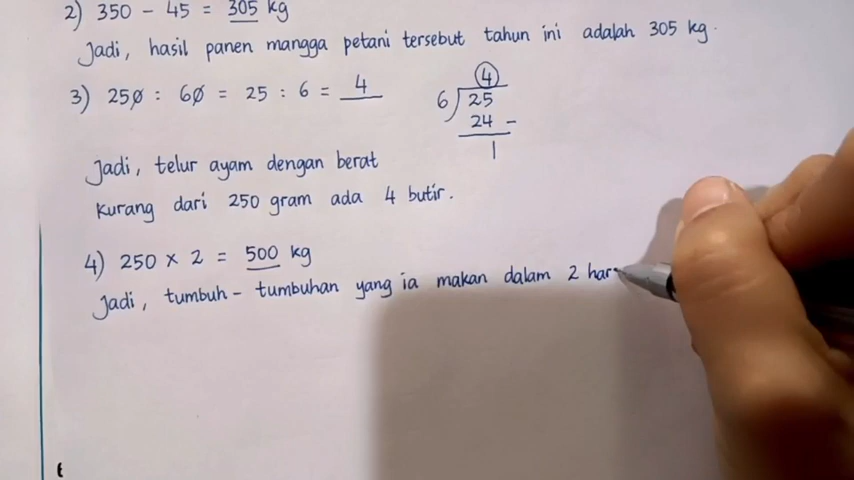 2) 350 - 45 = 305 kg
Jadi, hasil panen mangga petani tersebut tahun ini adalah 305 kg.
3) 250 : 60 = 25 : 6 = 4
4
6 25
24 -
1
Jadi, telur ayam dengan berat
kurang dari 250 gram ada 4 butir.
4) 250 x 2 = 500 kg
Jadi, tumbuh - tumbuhan yang ia makan dalam 2 har